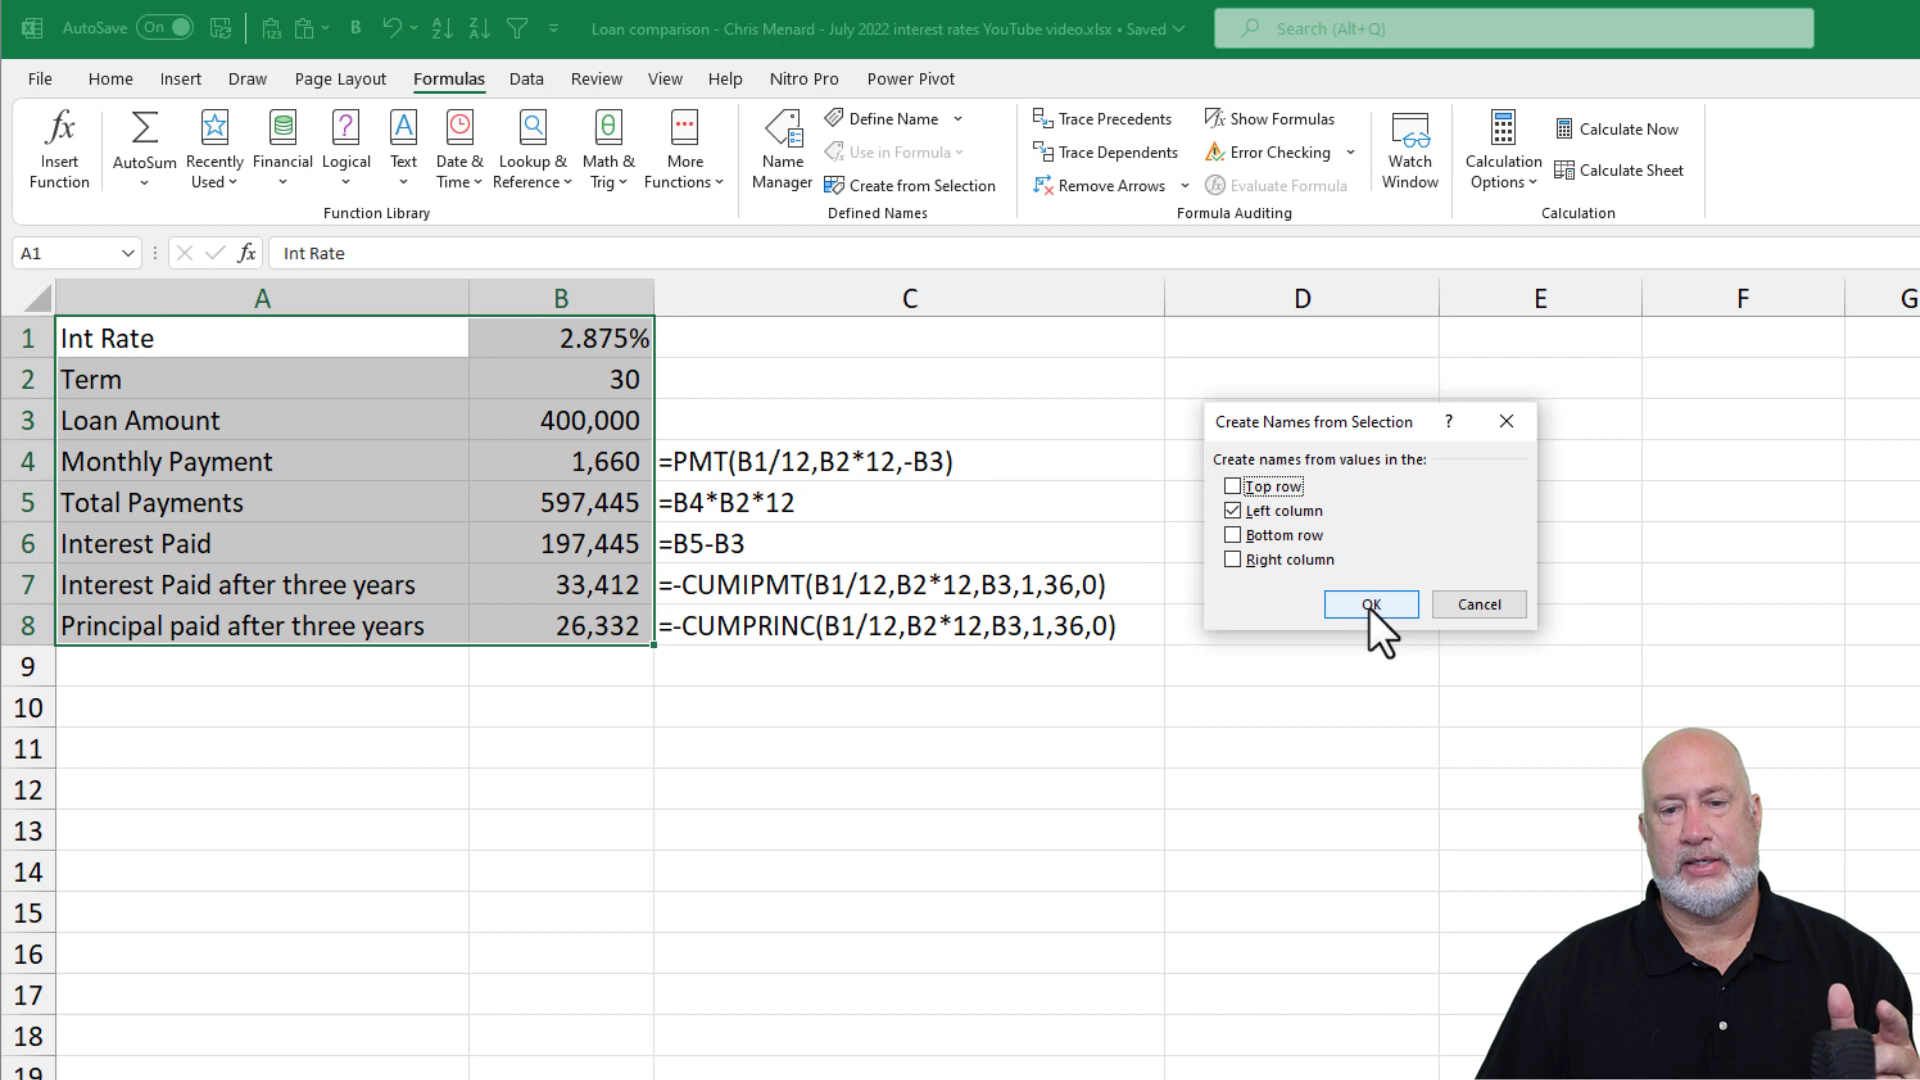 AutoSave On Loan comparison - Chris Menard - July 2022 interest rates YouTube video.xlsx • Saved Search (Alt+Q)
File Home Insert Draw Page Layout Formulas Data Review View Help Nitro Pro Power Pivot
Insert Function
AutoSum
Recently Used
Financial
Logical
Text
Date & Time
Lookup & Reference
Math & Trig
More Functions
Function Library
Name Manager
Define Name
Use in Formula
Create from Selection
Defined Names
Trace Precedents
Trace Dependents
Remove Arrows
Show Formulas
Error Checking
Evaluate Formula
Formula Auditing
Watch Window
Calculation Options
Calculate Now
Calculate Sheet
Calculation
A1 fx Int Rate
A B C D E F G
1 Int Rate 2.875%
2 Term 30
3 Loan Amount 400,000
4 Monthly Payment 1,660 =PMT(B1/12,B2*12,-B3)
5 Total Payments 597,445 =B4*B2*12
6 Interest Paid 197,445 =B5-B3
7 Interest Paid after three years 33,412 =-CUMIPMT(B1/12,B2*12,B3,1,36,0)
8 Principal paid after three years 26,332 =-CUMPRINC(B1/12,B2*12,B3,1,36,0)
9
10
11
12
13
14
15
16
17
18
19
Create Names from Selection ?
Create names from values in the:
Top row
Left column
Bottom row
Right column
OK Cancel